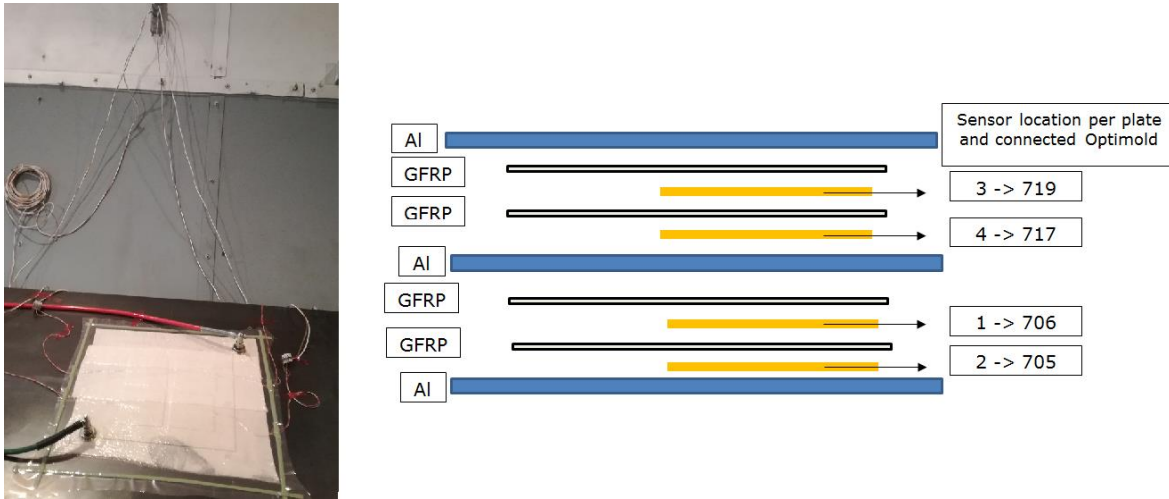 Sensor location per plate
and connected Optimold
Al
GFRP
3 -> 719
GFRP
4 -> 717
Al
GFRP
1 -> 706
GFRP
2 -> 705
Al